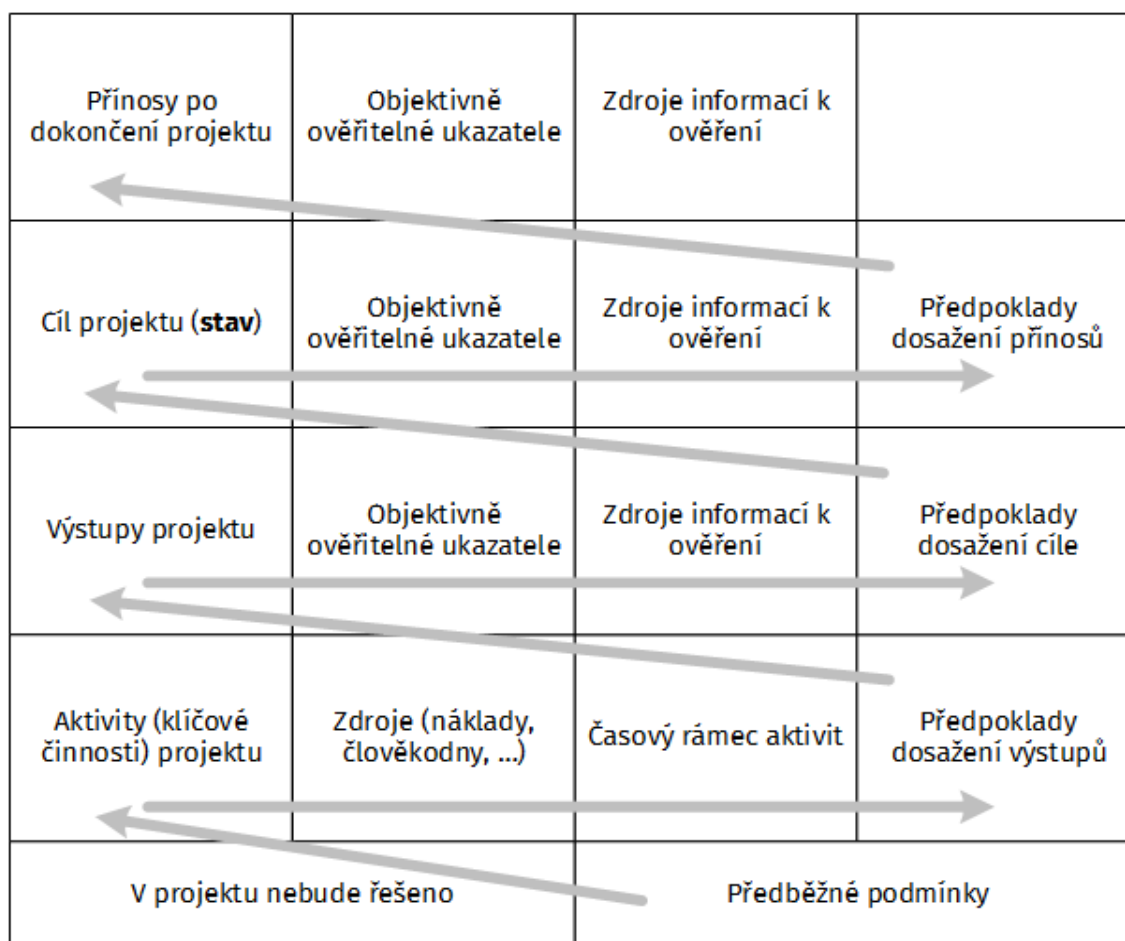 Přínosy po
dokončení projektu
Objektivně
ověřitelné ukazatele
Zdroje informací k
ověření
Cíl projektu (stav)
Objektivně
ověřitelné ukazatele
Zdroje informací k
ověření
Předpoklady
dosažení přínosů
Výstupy projektu
Objektivně
ověřitelné ukazatele
Zdroje informací k
ověření
Předpoklady
dosažení cíle
Aktivity (klíčové
činnosti) projektu
Zdroje (náklady,
člověkodny, ...)
Časový rámec aktivit
Předpoklady
dosažení výstupů
V projektu nebude řešeno
Předběžné podmínky